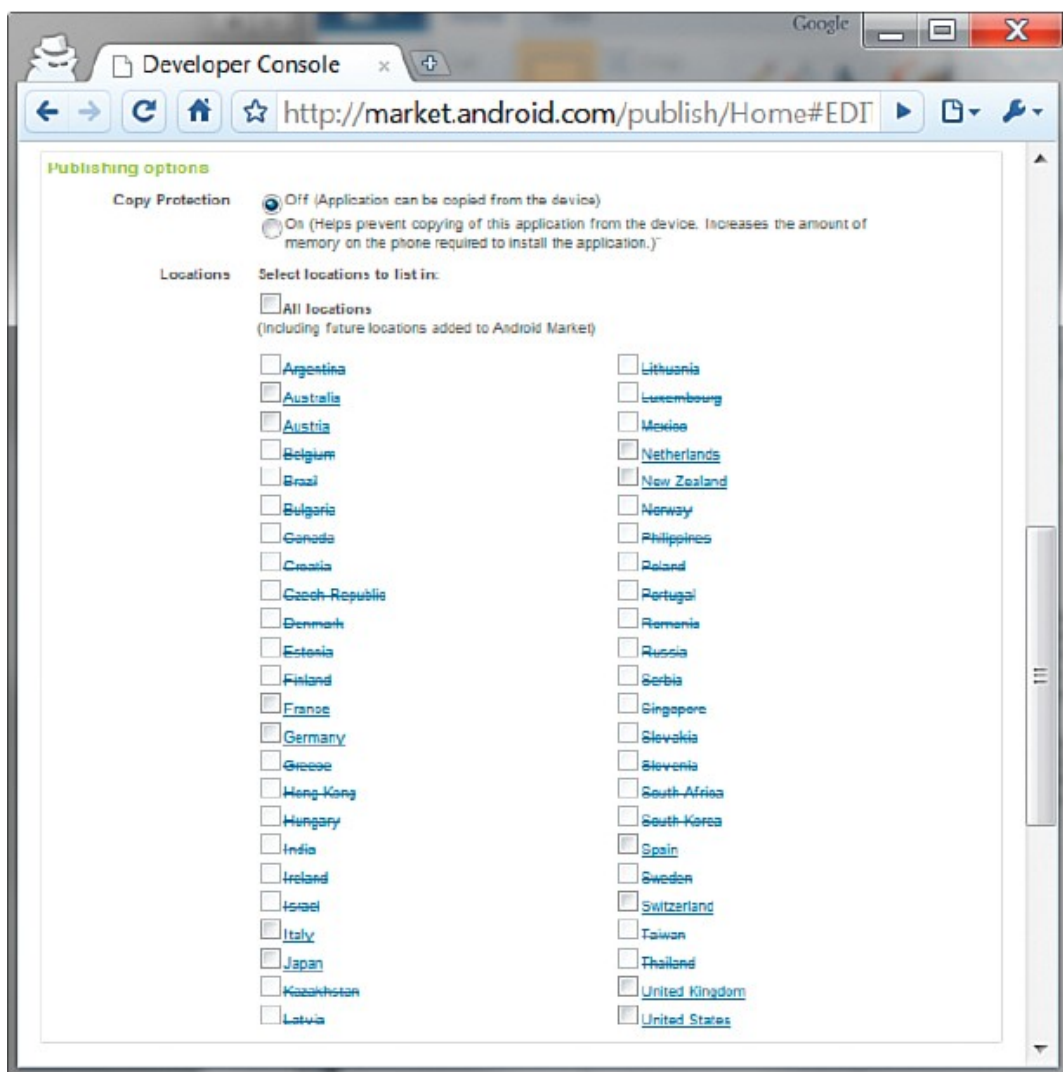 Google
Developer Console
http://market.android.com/publish/Home#EDIT
Publishing options
Copy Protection
Off (Application can be copied from the device)
On (Helps prevent copying of this application from the device. Increases the amount of
memory on the phone required to install the application.)
Locations
Select locations to list in:
All locations
(Including future locations added to Android Market)
Argentina
Australia
Austria
Belgium
Brazil
Bulgaria
Canada
Croatia
Czech Republic
Denmark
Estonia
Finland
France
Germany
Greece
Hong Kong
Hungary
India
Ireland
Israel
Italy
Japan
Kazakhstan
Latvia
Lithuania
Luxembourg
Mexico
Netherlands
New Zealand
Norway
Philippines
Poland
Portugal
Romania
Russia
Serbia
Singapore
Slovakia
Slovenia
South Africa
South Korea
Spain
Sweden
Switzerland
Taiwan
Thailand
United Kingdom
United States